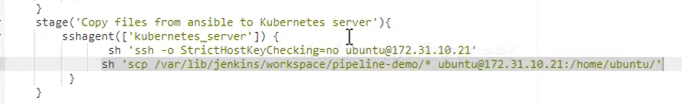 }
stage('Copy files from ansible to Kubernetes server'){
sshagent(['kubernetes_server']) {
sh 'ssh -o StrictHostKeyChecking=no ubuntu@172.31.10.21'
sh 'scp /var/lib/jenkins/workspace/pipeline-demo/* ubuntu@172.31.10.21:/home/ubuntu/'
}
}